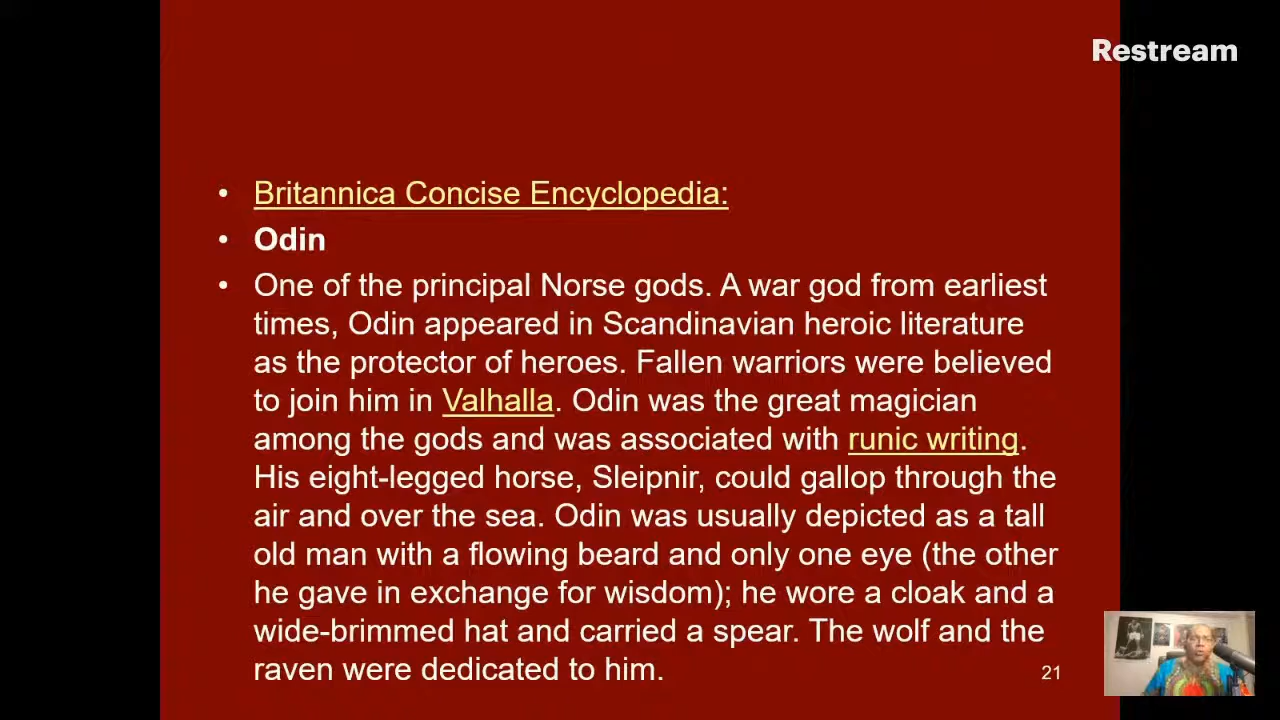 Restream
Britannica Concise Encyclopedia:
Odin
One of the principal Norse gods. A war god from earliest
times, Odin appeared in Scandinavian heroic literature
as the protector of heroes. Fallen warriors were believed
to join him in Valhalla. Odin was the great magician
among the gods and was associated with runic writing.
His eight-legged horse, Sleipnir, could gallop through the
air and over the sea. Odin was usually depicted as a tall
old man with a flowing beard and only one eye (the other
he gave in exchange for wisdom); he wore a cloak and a
wide-brimmed hat and carried a spear. The wolf and the
raven were dedicated to him.
21